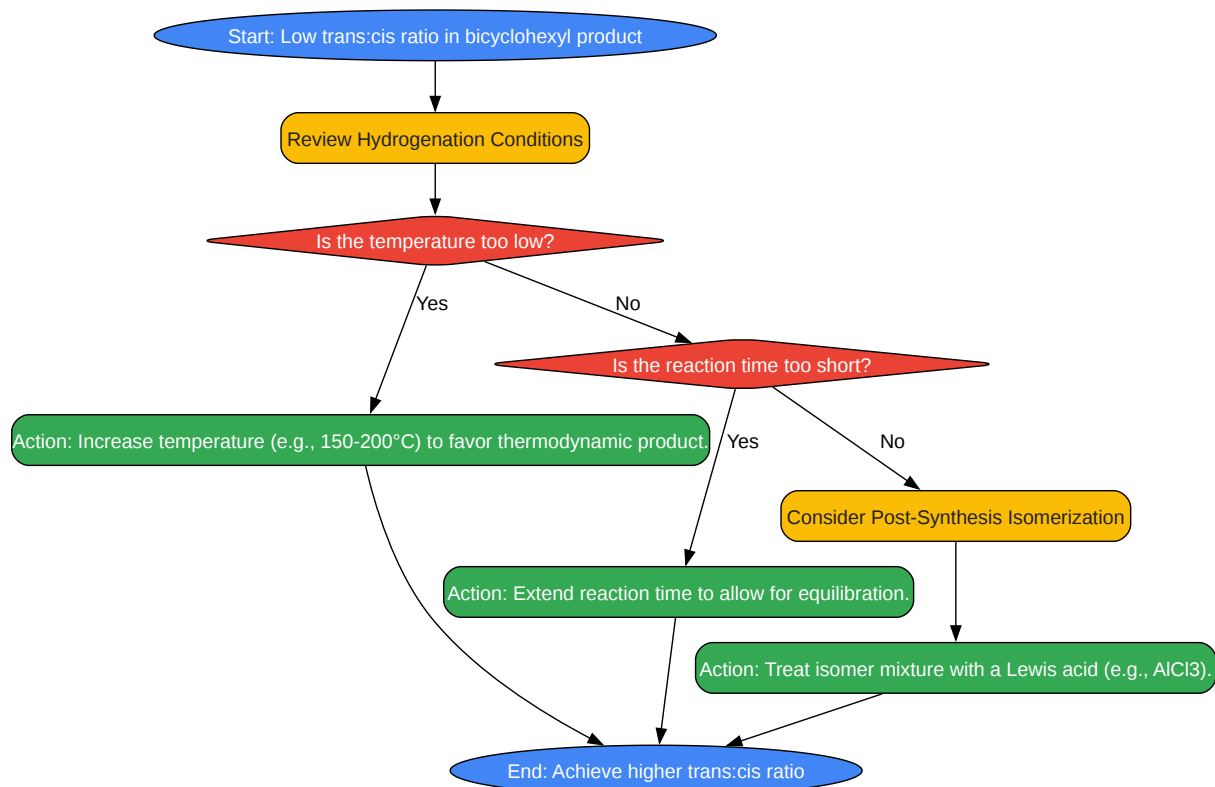 Start: Low trans:cis ratio in bicyclohexyl product
Review Hydrogenation Conditions
Is the temperature too low?
Yes
No
Is the reaction time too short?
Action: Increase temperature (e.g., 150-200°C) to favor thermodynamic product.
Yes
No
Consider Post-Synthesis Isomerization
Action: Extend reaction time to allow for equilibration.
Action: Treat isomer mixture with a Lewis acid (e.g., AlCl3).
End: Achieve higher trans:cis ratio